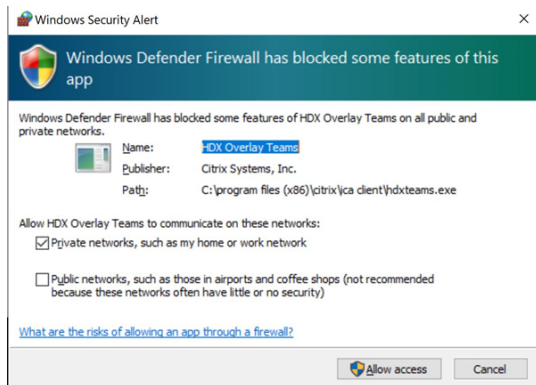 Windows Security Alert
Windows Defender Firewall has blocked some features of this
app
Windows Defender Firewall has blocked some features of HDX Overlay Teams on all public and
private networks.
Name: HDX Overlay Teams
Publisher: Citrix Systems, Inc.
Path: C:\program files (x86)\citrix\ica client\hdxteams.exe
Allow HDX Overlay Teams to communicate on these networks:
Private networks, such as my home or work network
Public networks, such as those in airports and coffee shops (not recommended
because these networks often have little or no security)
What are the risks of allowing an app through a firewall?
Allow access
Cancel